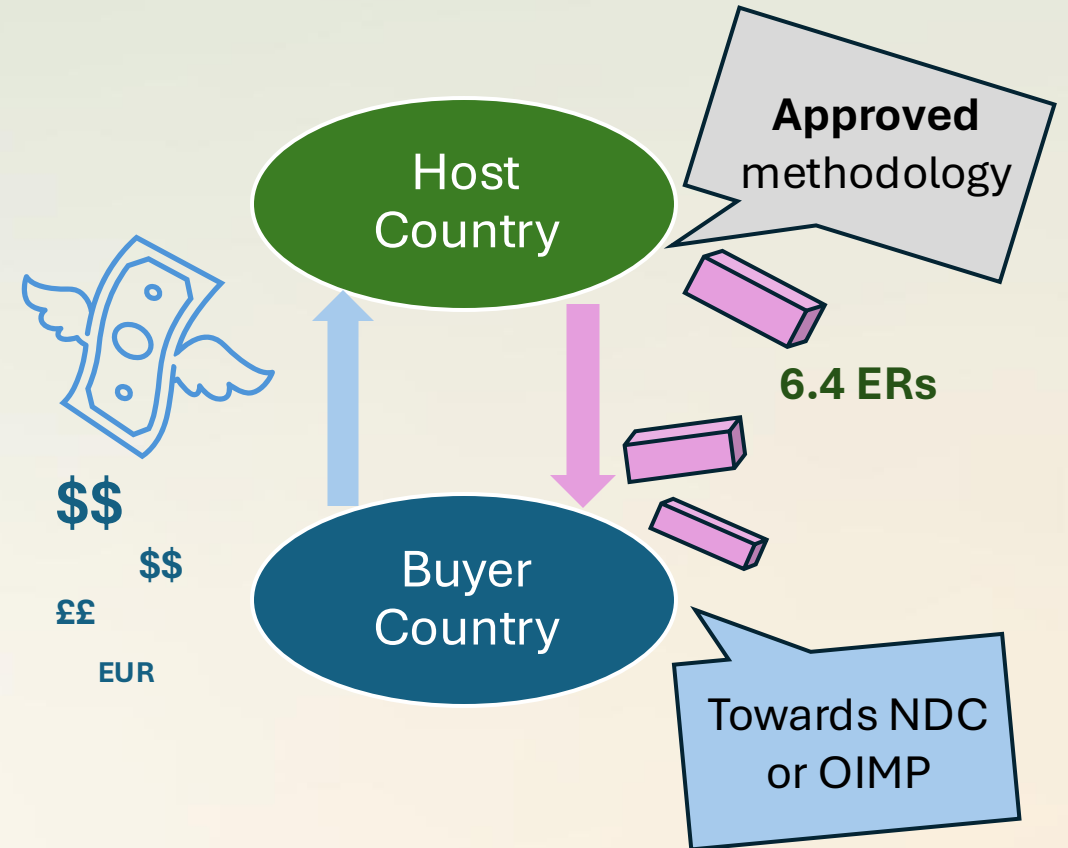 Approved
methodology
Host
Country
6.4 ERs
$$
$$
££
EUR
Buyer
Country
Towards NDC
or OIMP